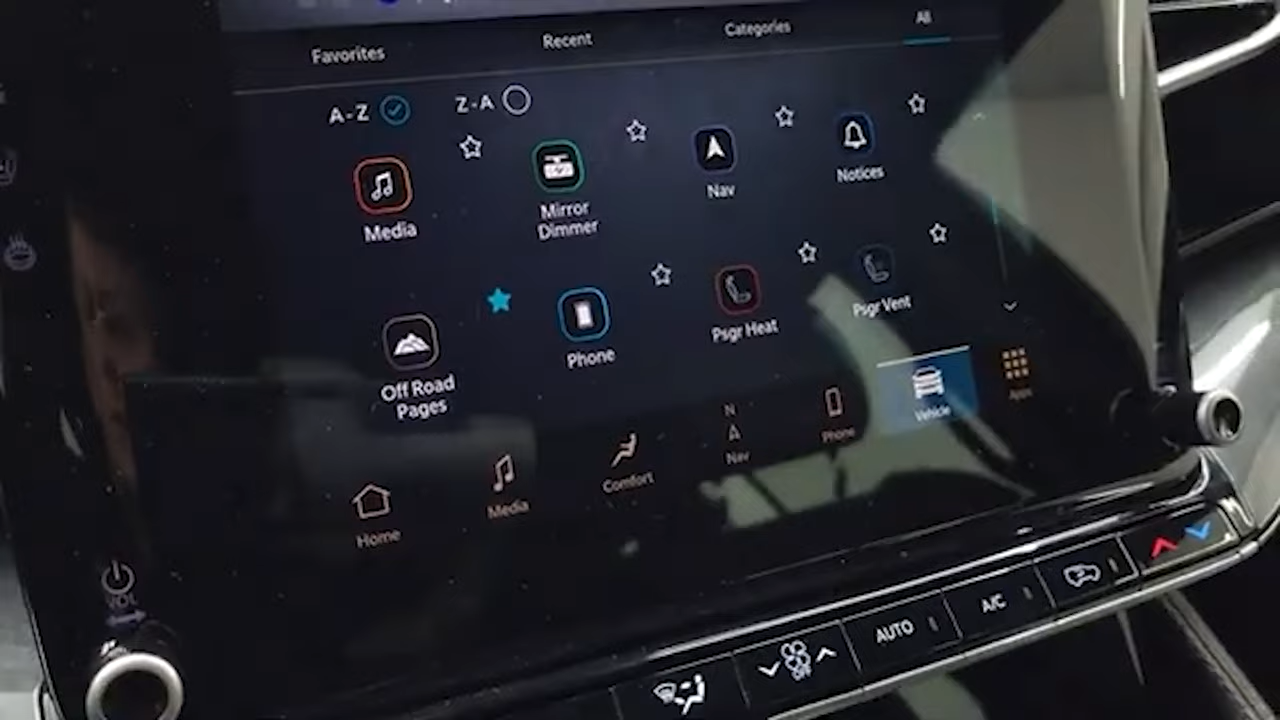 Favorites
Recent
Categories
All
A-Z
Z-A
Media
Mirror
Dimmer
Nav
Notices
Off Road
Pages
Phone
Psgr Heat
Psgr Vent
Home
Media
Comfort
N
Nav
Phone
Vehicle
Apps
VOL
OFF
AUTO
A/C